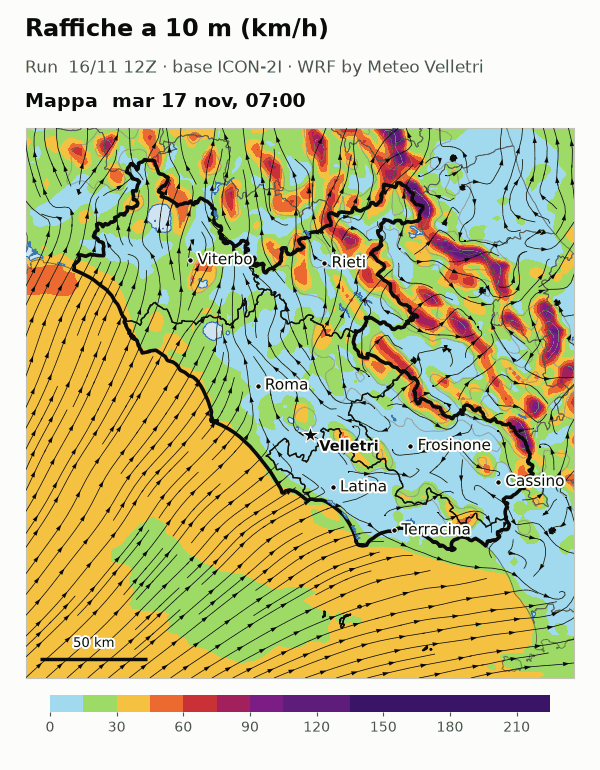 Raffiche a 10 m (km/h)
Run 16/11 12Z · base ICON-2I · WRF by Meteo Velletri
Mappa mar 17 nov, 07:00
Viterbo
Rieti
Roma
Velletri
Frosinone
Cassino
Latina
Terracina
50 km
0 30 60 90 120 150 180 210